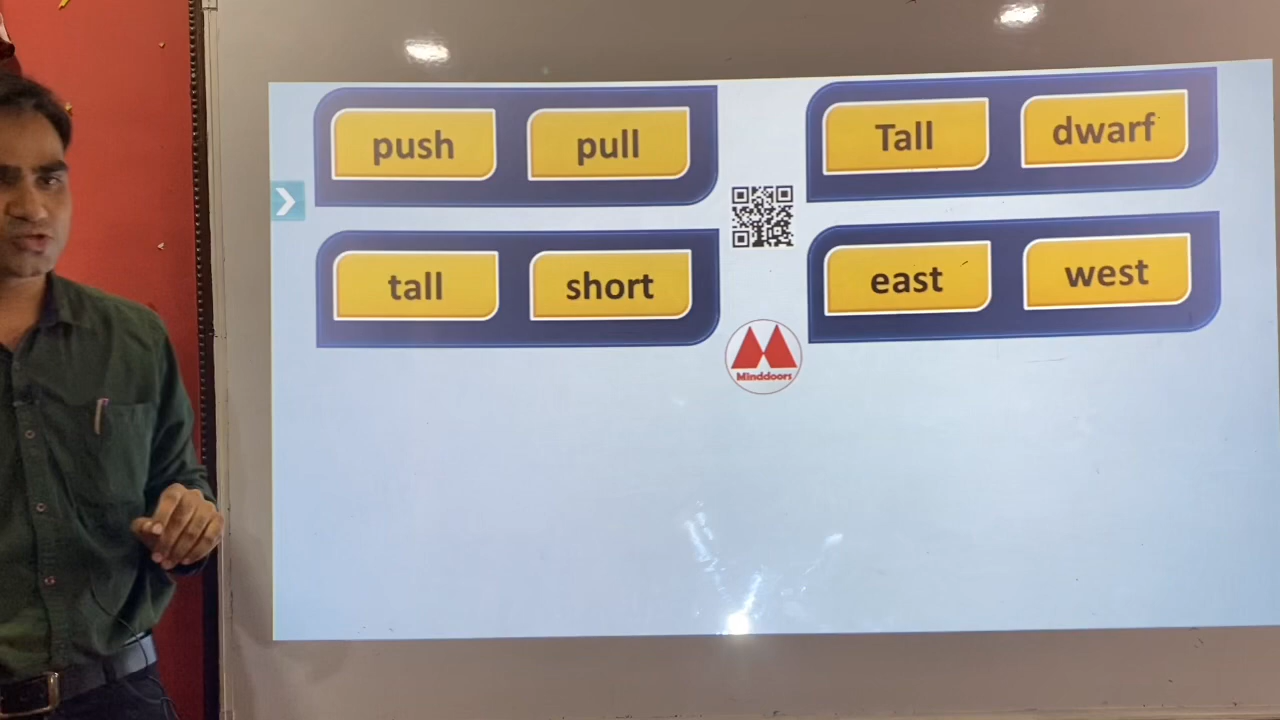 push pull
Tall dwarf
tall short
east west
Minddoors